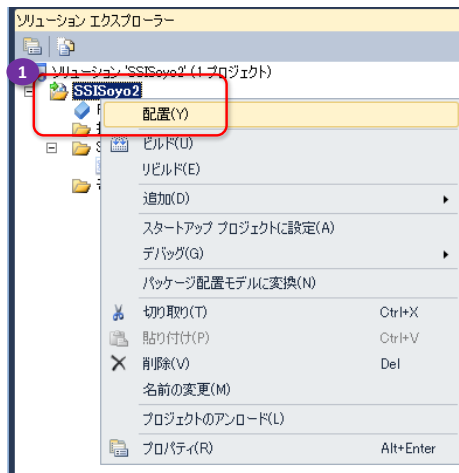 ソリューション エクスプローラー
1
ソリューション 'SSISoyo2' (1 プロジェクト)
SSISoyo2
配置(Y)
ビルド(U)
リビルド(E)
追加(D)
スタートアップ プロジェクトに設定(A)
デバッグ(G)
パッケージ配置モデルに変換(N)
切り取り(T) Ctrl+X
貼り付け(P) Ctrl+V
削除(V) Del
名前の変更(M)
プロジェクトのアンロード(L)
プロパティ(R) Alt+Enter